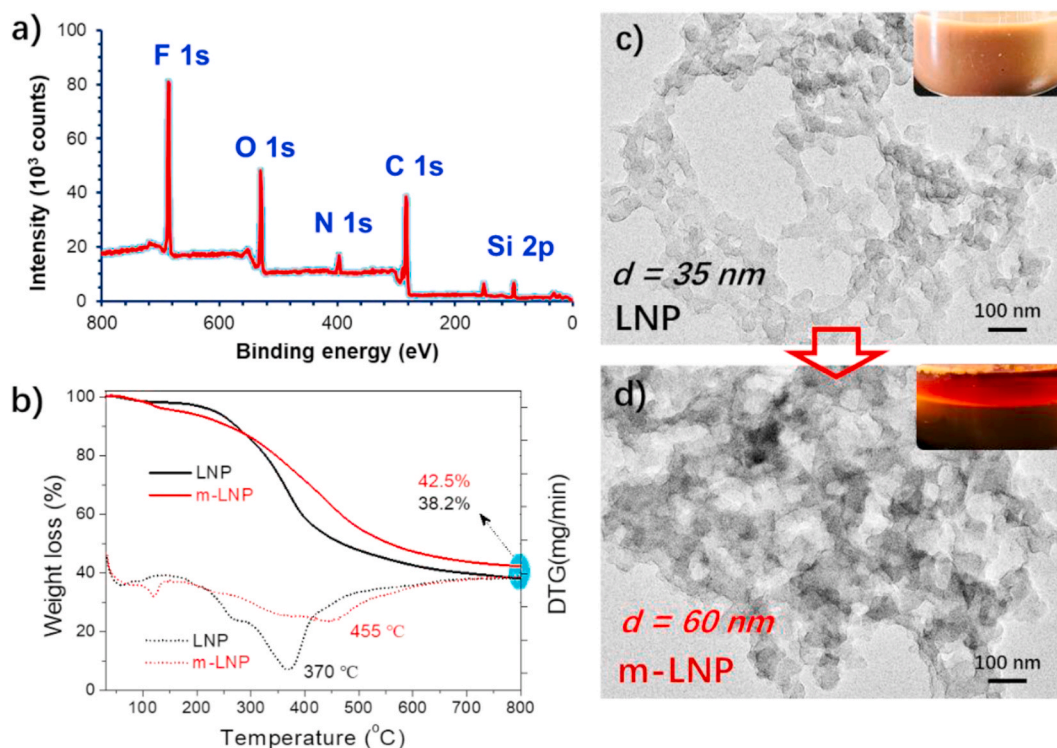 a)
100
80
60
40
20
0
Intensity (10³ counts)
F 1s
O 1s
N 1s
C 1s
Si 2p
800
600
400
200
0
Binding energy (eV)
b)
100
80
60
40
20
0
Weight loss (%)
LNP
m-LNP
42.5%
38.2%
DTG(mg/min)
LNP
m-LNP
455 ℃
370 ℃
100
200
300
400
500
600
700
800
Temperature (°C)
c)
d = 35 nm
LNP
100 nm
d)
d = 60 nm
m-LNP
100 nm